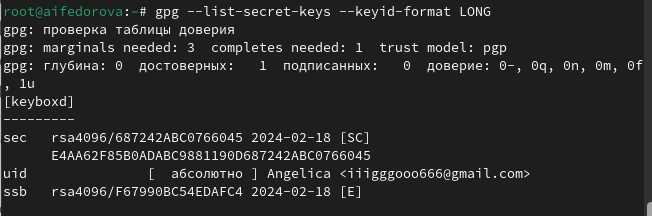 root@aifedorova:~# gpg --list-secret-keys --keyid-format LONG
gpg: проверка таблицы доверия
gpg: marginals needed: 3  completes needed: 1  trust model: pgp
gpg: глубина: 0  достоверных:   1  подписанных:   0  доверие: 0-, 0q, 0n, 0m, 0f
, 1u
[keyboxd]
---------
sec   rsa4096/687242ABC0766045 2024-02-18 [SC]
      E4AA62F85B0ADABC9881190D687242ABC0766045
uid              [  абсолютно ] Angelica <iiigggooo666@gmail.com>
ssb   rsa4096/F67990BC54EDAFC4 2024-02-18 [E]